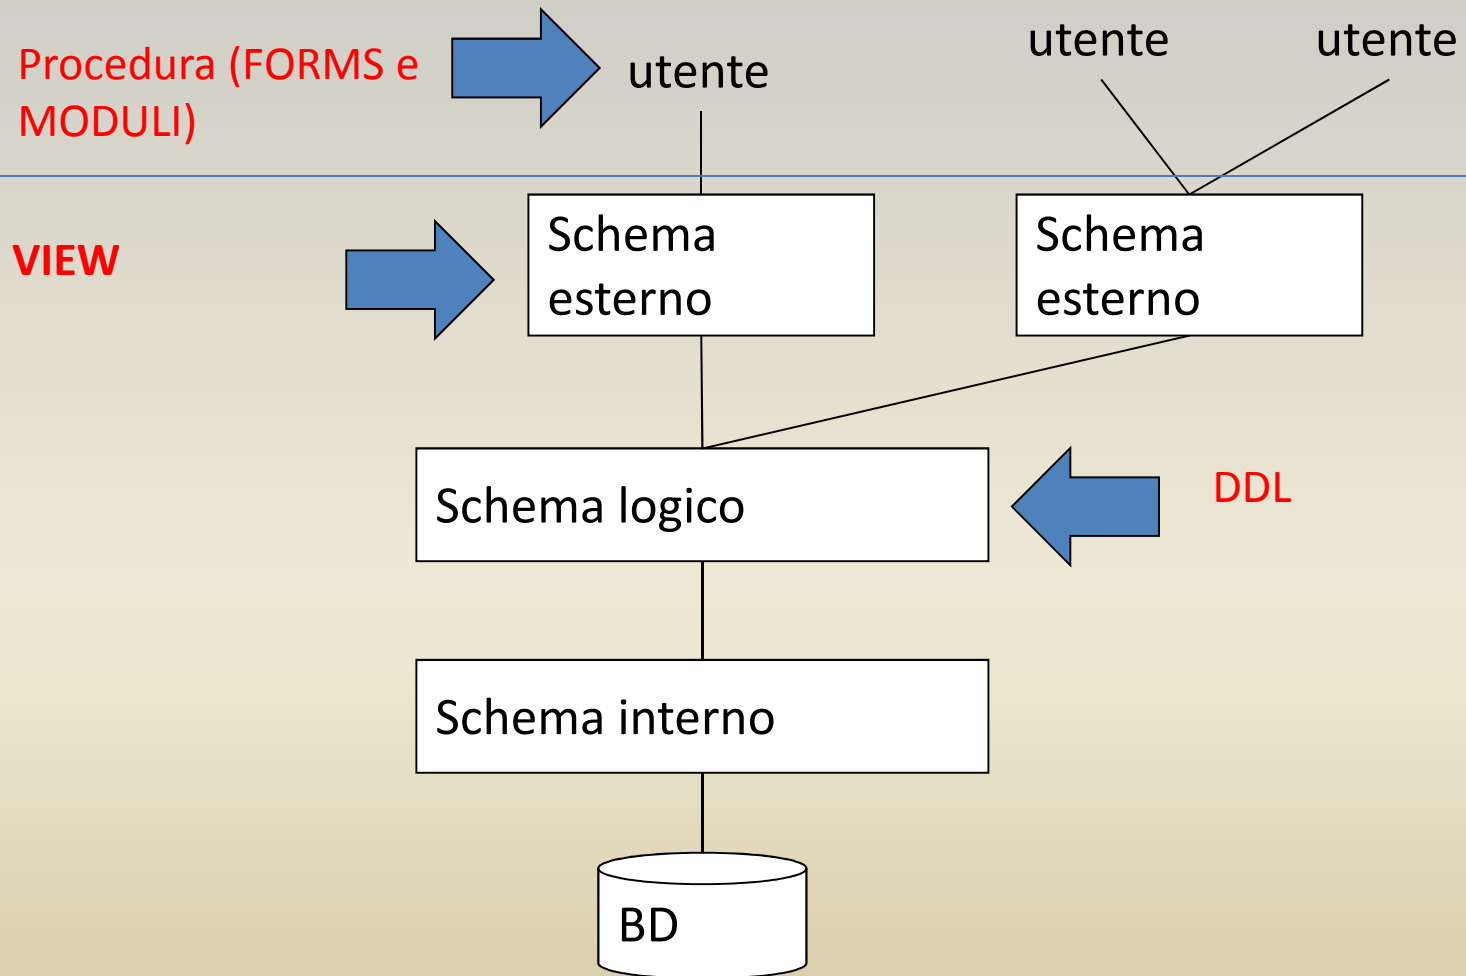 Procedura (FORMS e
MODULI)
utente
utente
utente
VIEW
Schema
esterno
Schema
esterno
Schema logico
DDL
Schema interno
BD